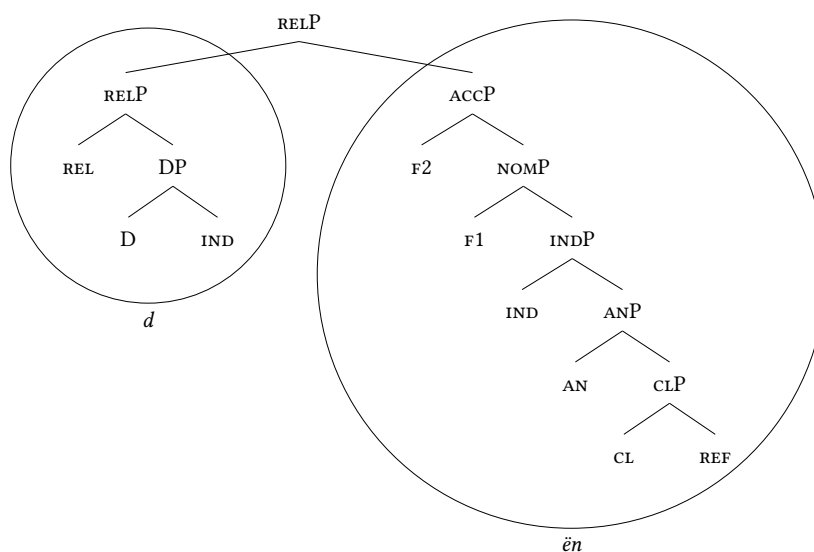 RELP
RELP ACCP
REL DP F2 NOMP
D IND F1 INDP
d IND ANP
AN CLP
CL REF
ën